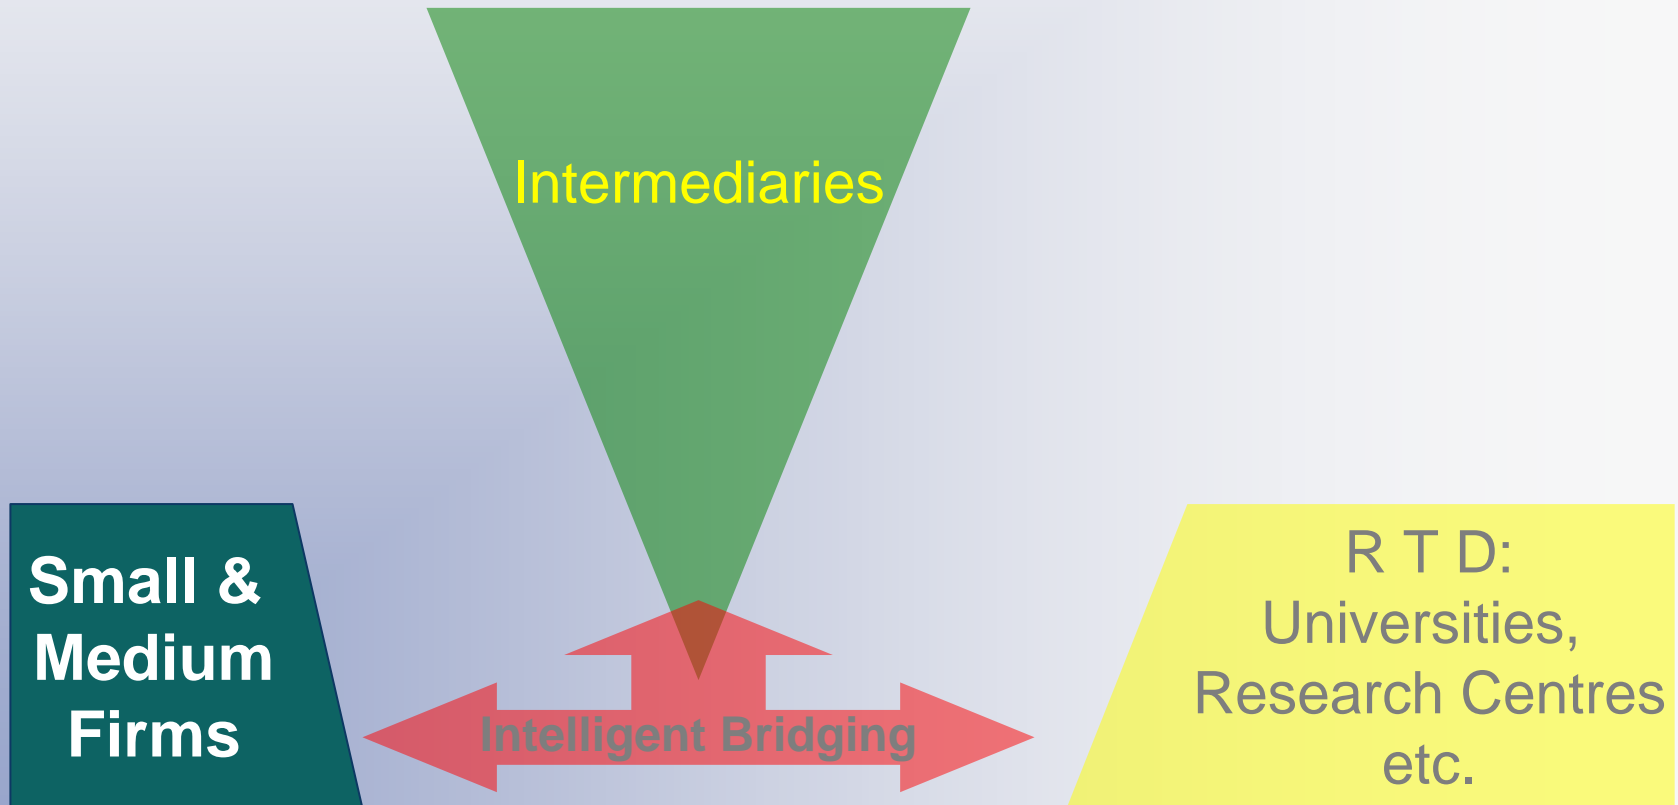 Intermediaries
Small &
Medium
Firms
Intelligent Bridging
R T D:
Universities,
Research Centres
etc.